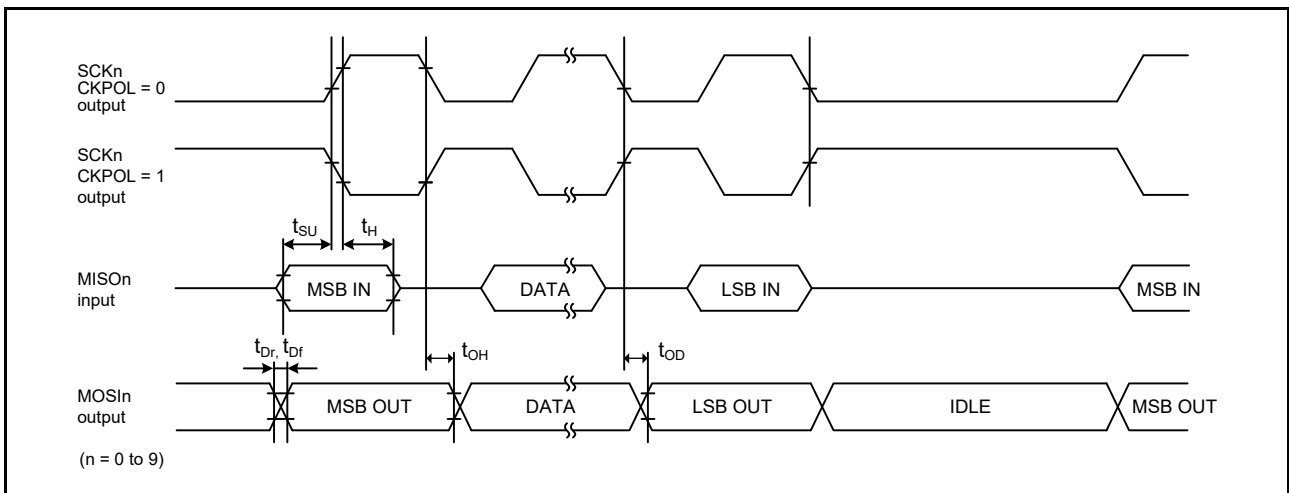 SCKn
CKPOL = 0
output
SCKn
CKPOL = 1
output
tSU tH
MISOn
input
MSB IN DATA LSB IN MSB IN
tDr, tDf tOH tOD
MOSIn
output
MSB OUT DATA LSB OUT IDLE MSB OUT
(n = 0 to 9)